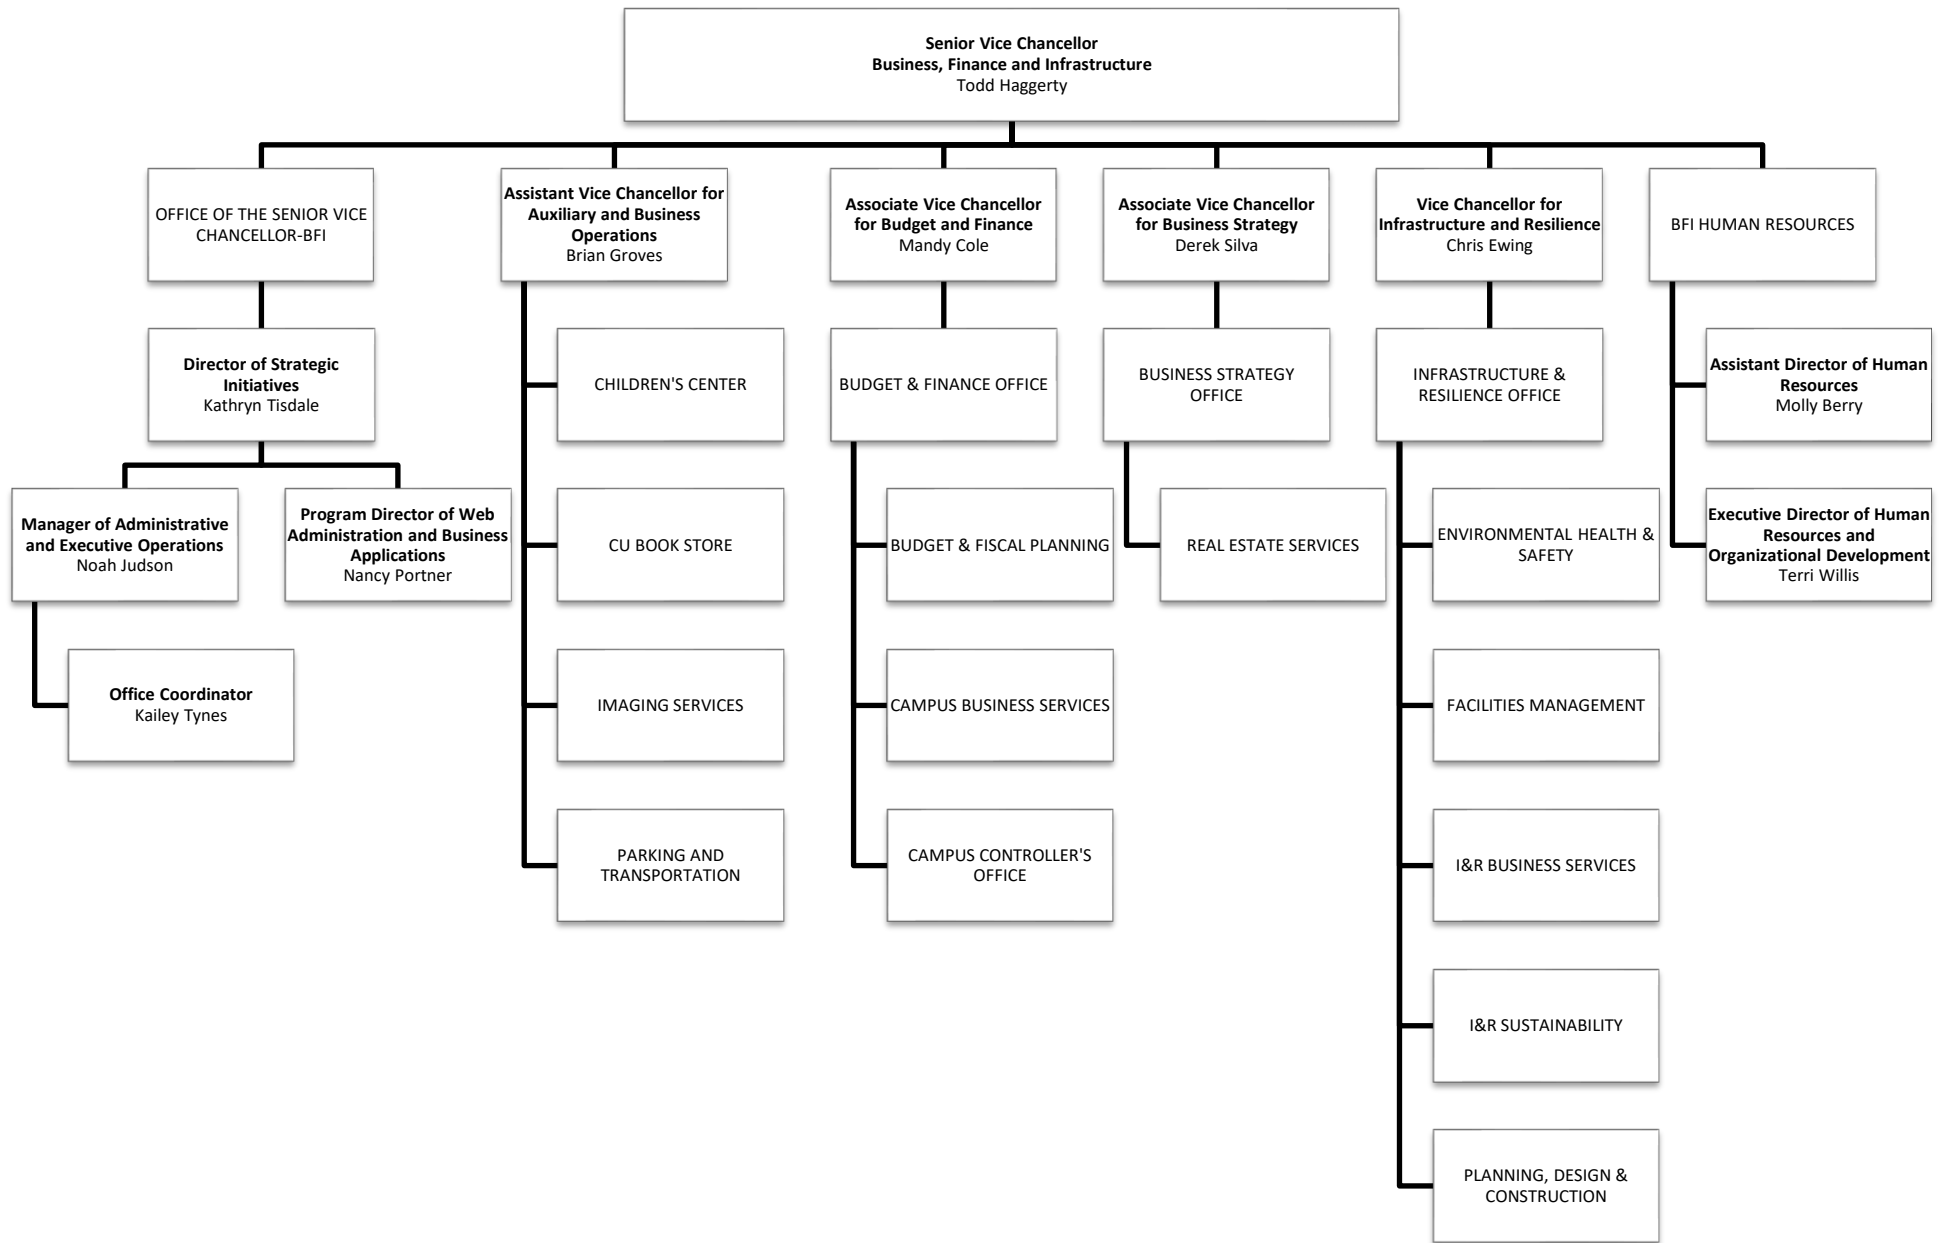 Senior Vice Chancellor
Business, Finance and Infrastructure
Todd Haggerty
OFFICE OF THE SENIOR VICE
CHANCELLOR-BFI
Assistant Vice Chancellor for
Auxiliary and Business
Operations
Brian Groves
Associate Vice Chancellor
for Budget and Finance
Mandy Cole
Associate Vice Chancellor
for Business Strategy
Derek Silva
Vice Chancellor for
Infrastructure and Resilience
Chris Ewing
BFI HUMAN RESOURCES
Director of Strategic
Initiatives
Kathryn Tisdale
CHILDREN'S CENTER
BUDGET & FINANCE OFFICE
BUSINESS STRATEGY
OFFICE
INFRASTRUCTURE &
RESILIENCE OFFICE
Assistant Director of Human
Resources
Molly Berry
Manager of Administrative
and Executive Operations
Noah Judson
Program Director of Web
Administration and Business
Applications
Nancy Portner
CU BOOK STORE
BUDGET & FISCAL PLANNING
REAL ESTATE SERVICES
ENVIRONMENTAL HEALTH &
SAFETY
Executive Director of Human
Resources and
Organizational Development
Terri Willis
Office Coordinator
Kailey Tynes
IMAGING SERVICES
CAMPUS BUSINESS SERVICES
FACILITIES MANAGEMENT
PARKING AND
TRANSPORTATION
CAMPUS CONTROLLER'S
OFFICE
I&R BUSINESS SERVICES
I&R SUSTAINABILITY
PLANNING, DESIGN &
CONSTRUCTION